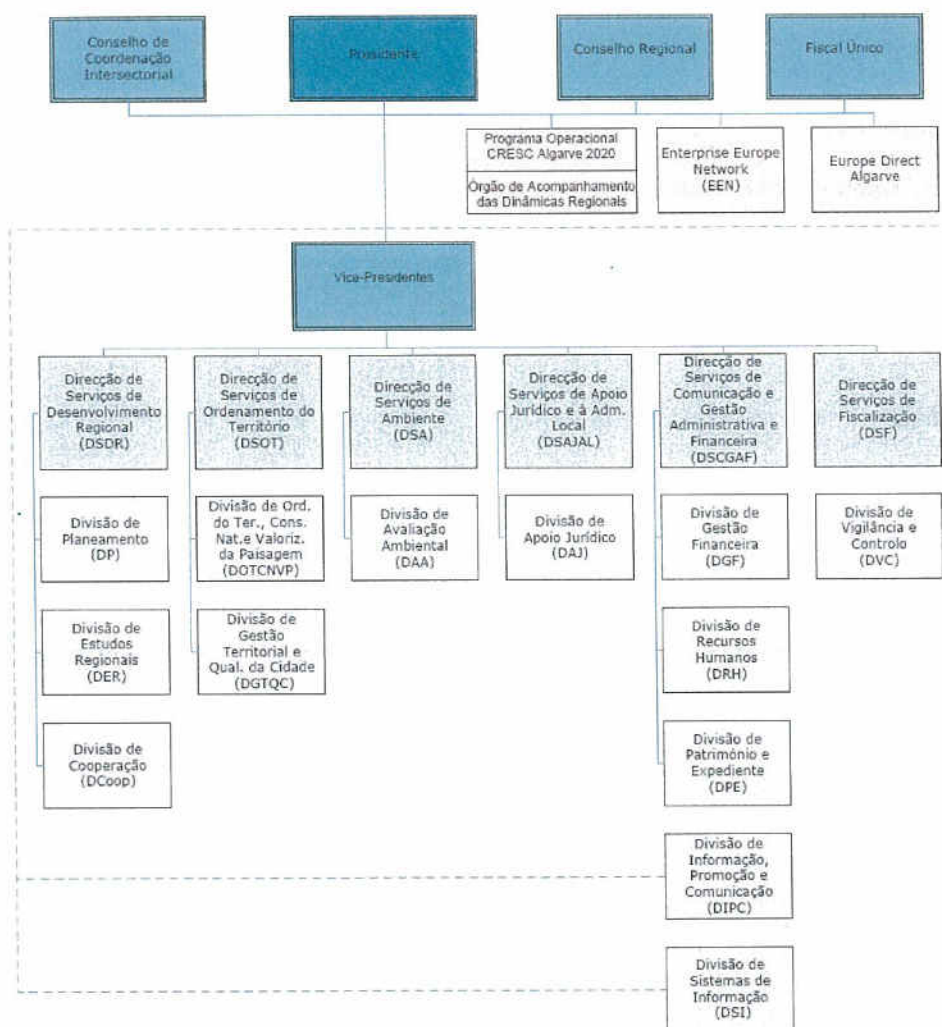 Conselho de
Coordenação
Intersectorial
Presidente
Conselho Regional
Fiscal Único
Programa Operacional
CRESC Algarve 2020
Órgão de Acompanhamento
das Dinâmicas Regionais
Enterprise Europe
Network
(EEN)
Europe Direct
Algarve
Vice-Presidentes
Direcção de
Serviços de
Desenvolvimento
Regional
(DSDR)
Direcção de
Serviços de
Ordenamento do
Território
(DSOT)
Direcção de
Serviços de
Ambiente
(DSA)
Direcção de
Serviços de Apoio
Jurídico e à Adm.
Local
(DSAJAL)
Direcção de
Serviços de
Comunicação e
Gestão
Administrativa e
Financeira
(DSCGAF)
Direcção de
Serviços de
Fiscalização
(DSF)
Divisão de
Planeamento
(DP)
Divisão de Ord.
do Ter., Cons.
Nat.e Valoriz.
da Paisagem
(DOTCNVP)
Divisão de
Avaliação
Ambiental
(DAA)
Divisão de
Apoio Jurídico
(DAJ)
Divisão de
Gestão
Financeira
(DGF)
Divisão de
Vigilância e
Controlo
(DVC)
Divisão de
Estudos
Regionais
(DER)
Divisão de
Gestão
Territorial e
Qual. da Cidade
(DGTQC)
Divisão de
Recursos
Humanos
(DRH)
Divisão de
Cooperação
(DCoop)
Divisão de
Património e
Expediente
(DPE)
Divisão de
Informação,
Promoção e
Comunicação
(DIPC)
Divisão de
Sistemas de
Informação
(DSI)